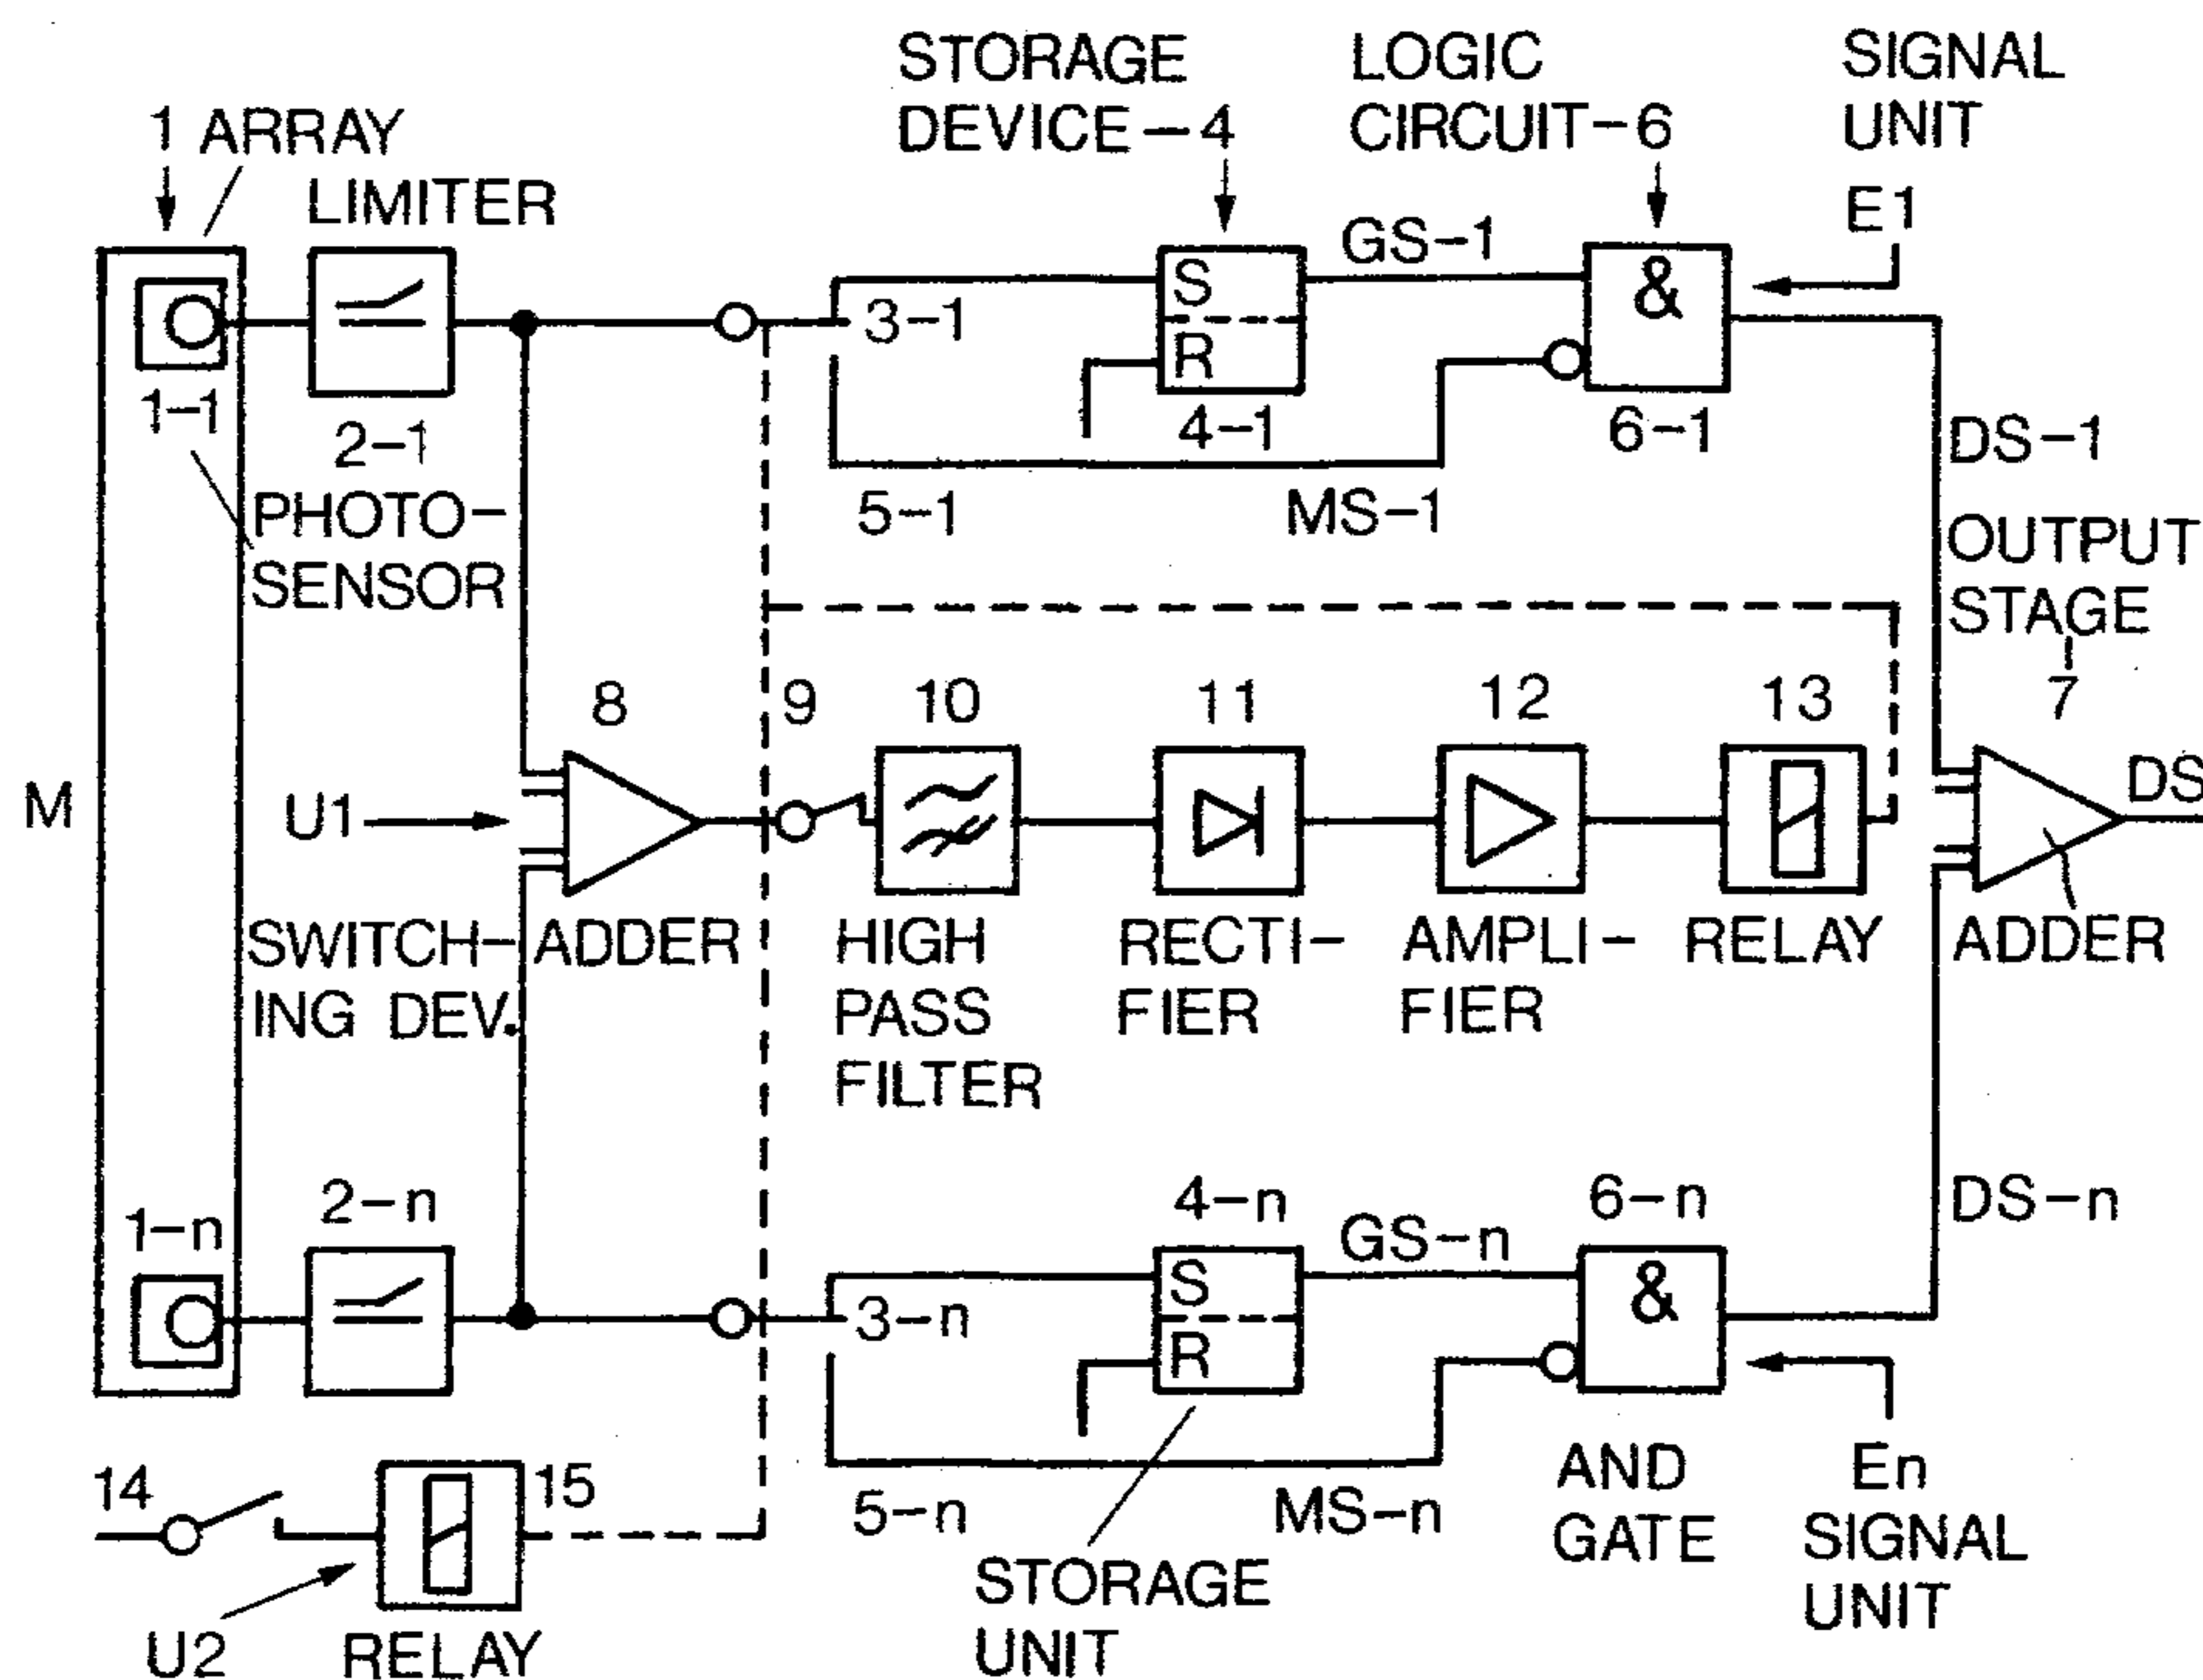 STORAGE
DEVICE-4
LOGIC
CIRCUIT-6
SIGNAL
UNIT
1 ARRAY
LIMITER
E1
GS-1
S
R
&
3-1
1-1
2-1
4-1
6-1
DS-1
PHOTO-
SENSOR
5-1
MS-1
OUTPUT
STAGE
7
8
9
10
11
12
13
M
U1
DS
SWITCH-
ING DEV.
ADDER
HIGH
PASS
FILTER
RECTI-
FIER
AMPLI-
FIER
RELAY
ADDER
1-n
2-n
4-n
6-n
DS-n
GS-n
S
R
&
3-n
14
15
5-n
MS-n
AND
GATE
En
SIGNAL
UNIT
STORAGE
UNIT
U2
RELAY